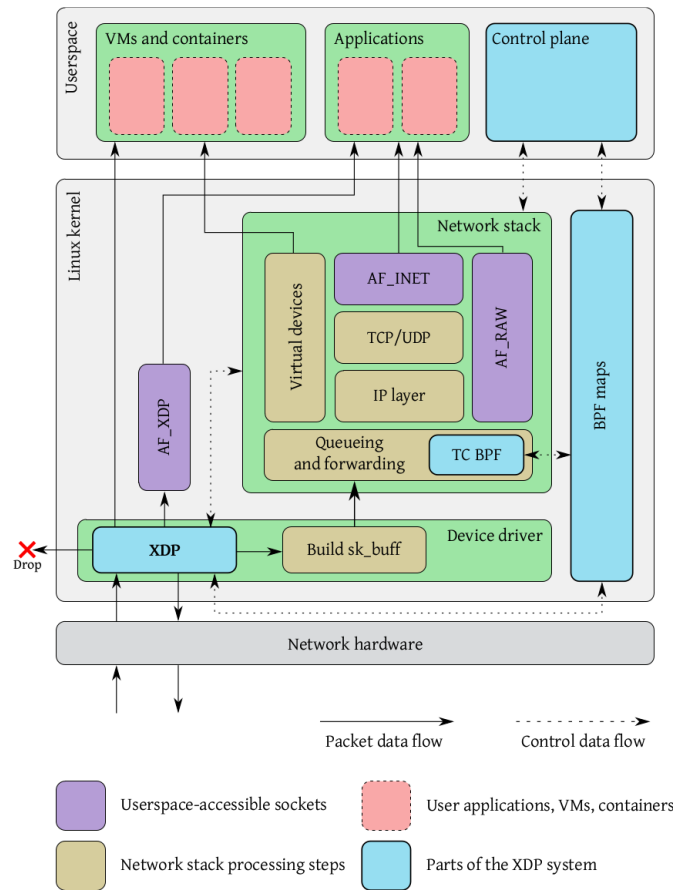 Userspace
VMs and containers
Applications
Control plane
Linux kernel
Network stack
Virtual devices
AF_INET
AF_RAW
TCP/UDP
IP layer
BPF maps
AF_XDP
Queueing
and forwarding
TC BPF
Device driver
XDP
Build sk_buff
Drop
Network hardware
Packet data flow
Control data flow
Userspace-accessible sockets
User applications, VMs, containers
Network stack processing steps
Parts of the XDP system